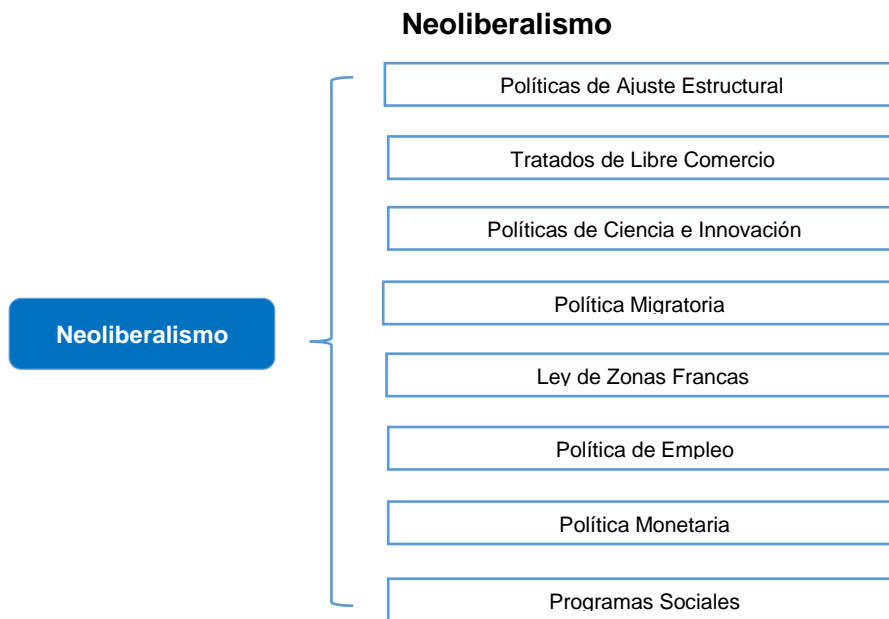 Neoliberalismo
Políticas de Ajuste Estructural
Tratados de Libre Comercio
Políticas de Ciencia e Innovación
Política Migratoria
Neoliberalismo
Ley de Zonas Francas
Política de Empleo
Política Monetaria
Programas Sociales